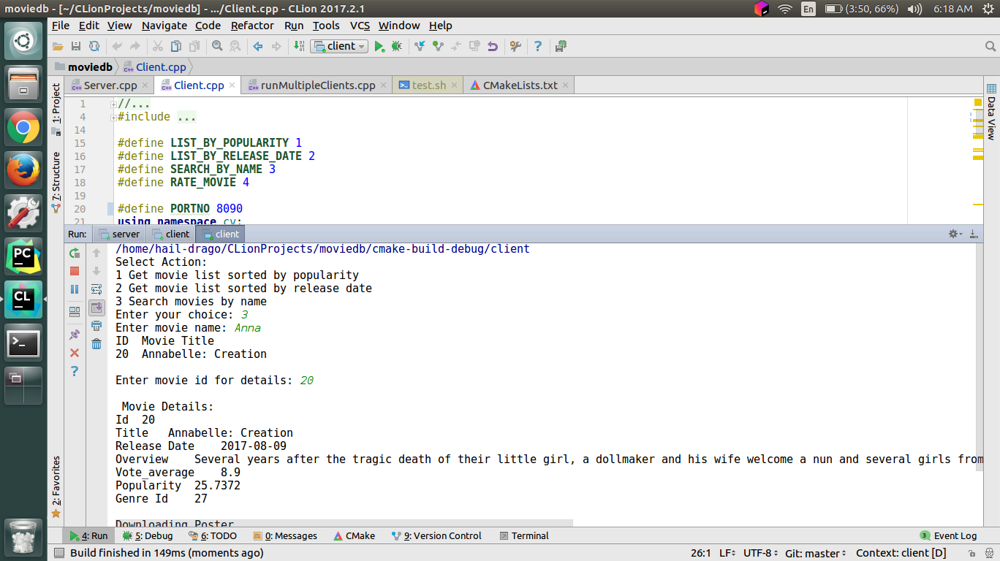 moviedb - [~/CLionProjects/moviedb] - .../Client.cpp - CLion 2017.2.1
En (3:50, 66%) 6:18 AM
File Edit View Navigate Code Refactor Run Tools VCS Window Help
client
moviedb Client.cpp
Server.cpp Client.cpp runMultipleClients.cpp test.sh CMakeLists.txt
1: Project
7: Structure
2: Favorites
Data View
1 //...
4 #include ...
14
15 #define LIST_BY_POPULARITY 1
16 #define LIST_BY_RELEASE_DATE 2
17 #define SEARCH_BY_NAME 3
18 #define RATE_MOVIE 4
19
20 #define PORTNO 8090
21 using namespace cv;
Run: server client client
/home/hail-drago/CLionProjects/moviedb/cmake-build-debug/client
Select Action:
1 Get movie list sorted by popularity
2 Get movie list sorted by release date
3 Search movies by name
Enter your choice: 3
Enter movie name: Anna
ID Movie Title
20 Annabelle: Creation
Enter movie id for details: 20
Movie Details:
Id 20
Title Annabelle: Creation
Release Date 2017-08-09
Overview Several years after the tragic death of their little girl, a dollmaker and his wife welcome a nun and several girls from
Vote_average 8.9
Popularity 25.7372
Genre Id 27
Downloading Poster
PC
CL
4: Run 5: Debug 6: TODO 0: Messages CMake 9: Version Control Terminal 3 Event Log
Build finished in 149ms (moments ago) 26:1 LF UTF-8 Git: master Context: client [D]